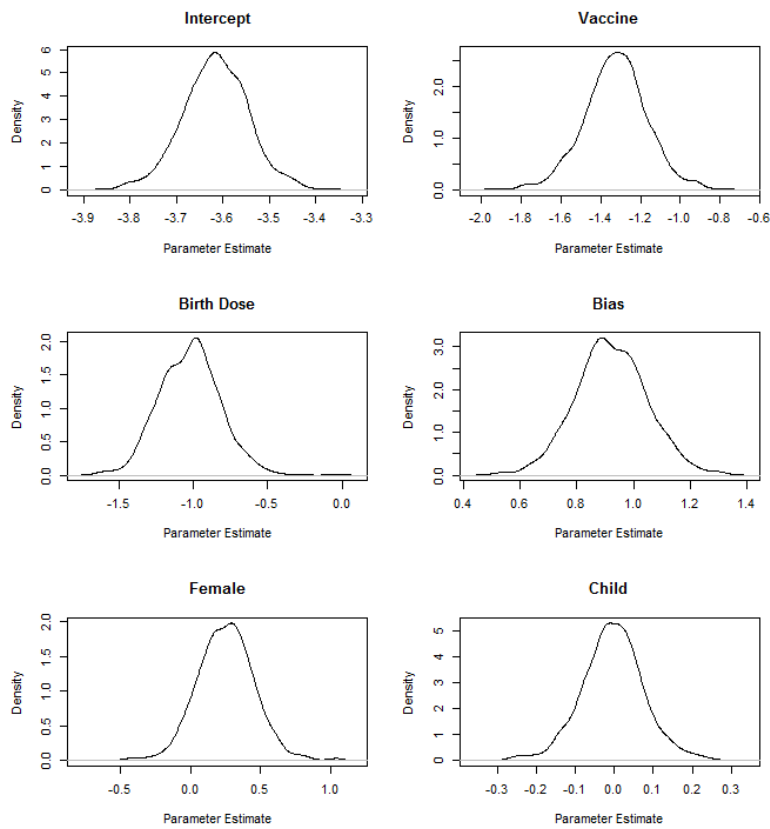 Intercept
Density
0 1 2 3 4 5 6
-3.9 -3.8 -3.7 -3.6 -3.5 -3.4 -3.3
Parameter Estimate
Vaccine
Density
0.0 1.0 2.0
-2.0 -1.8 -1.6 -1.4 -1.2 -1.0 -0.8 -0.6
Parameter Estimate
Birth Dose
Density
0.0 0.5 1.0 1.5 2.0
-1.5 -1.0 -0.5 0.0
Parameter Estimate
Bias
Density
0.0 1.0 2.0 3.0
0.4 0.6 0.8 1.0 1.2 1.4
Parameter Estimate
Female
Density
0.0 0.5 1.0 1.5 2.0
-0.5 0.0 0.5 1.0
Parameter Estimate
Child
Density
0 1 2 3 4 5
-0.3 -0.2 -0.1 0.0 0.1 0.2 0.3
Parameter Estimate